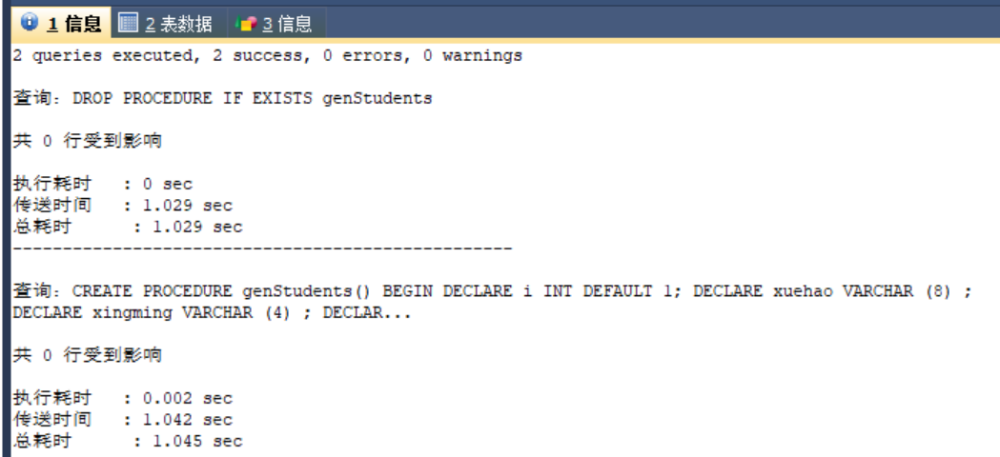 1 信息 2 表数据 3 信息
2 queries executed, 2 success, 0 errors, 0 warnings
查询：DROP PROCEDURE IF EXISTS genStudents
共 0 行受到影响
执行耗时 : 0 sec
传送时间 : 1.029 sec
总耗时 : 1.029 sec
--------------------------------------------------
查询：CREATE PROCEDURE genStudents() BEGIN DECLARE i INT DEFAULT 1; DECLARE xuehao VARCHAR (8) ;
DECLARE xingming VARCHAR (4) ; DECLAR...
共 0 行受到影响
执行耗时 : 0.002 sec
传送时间 : 1.042 sec
总耗时 : 1.045 sec